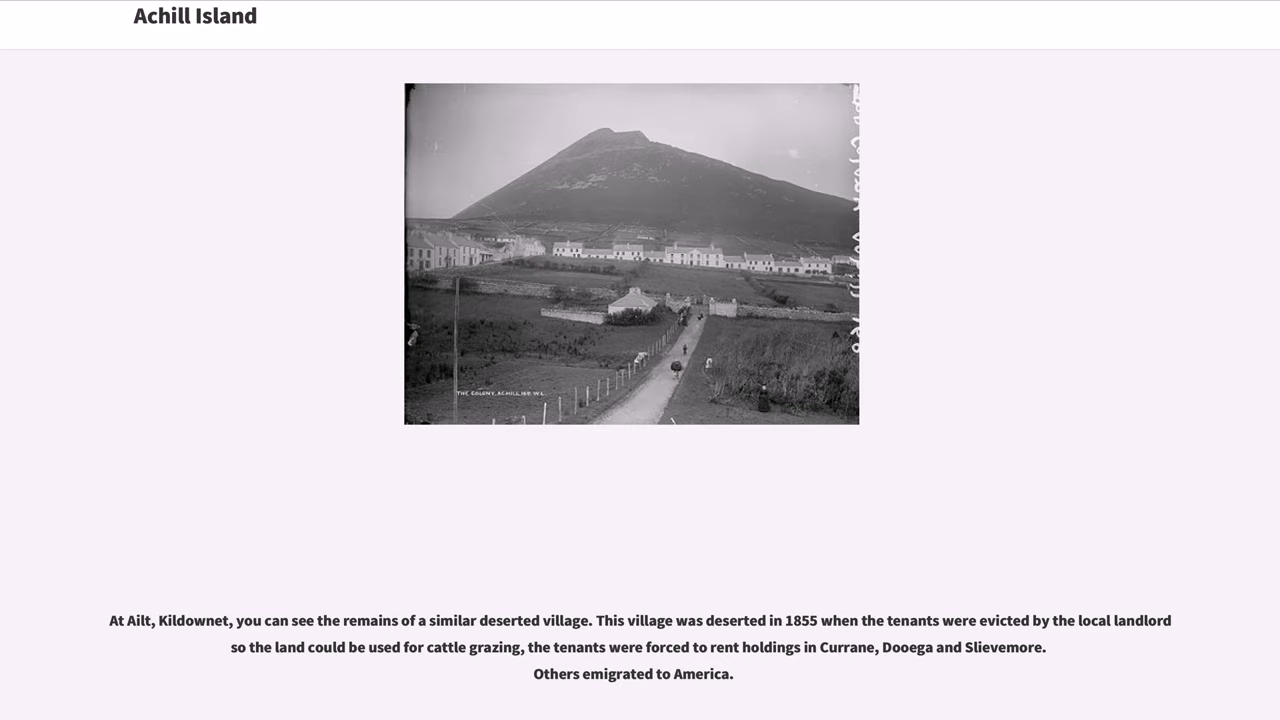 Achill Island
THE COLONY, ACHILL ISD. W.L.
At Ailt, Kildownet, you can see the remains of a similar deserted village. This village was deserted in 1855 when the tenants were evicted by the local landlord
so the land could be used for cattle grazing, the tenants were forced to rent holdings in Currane, Dooega and Slievemore.
Others emigrated to America.